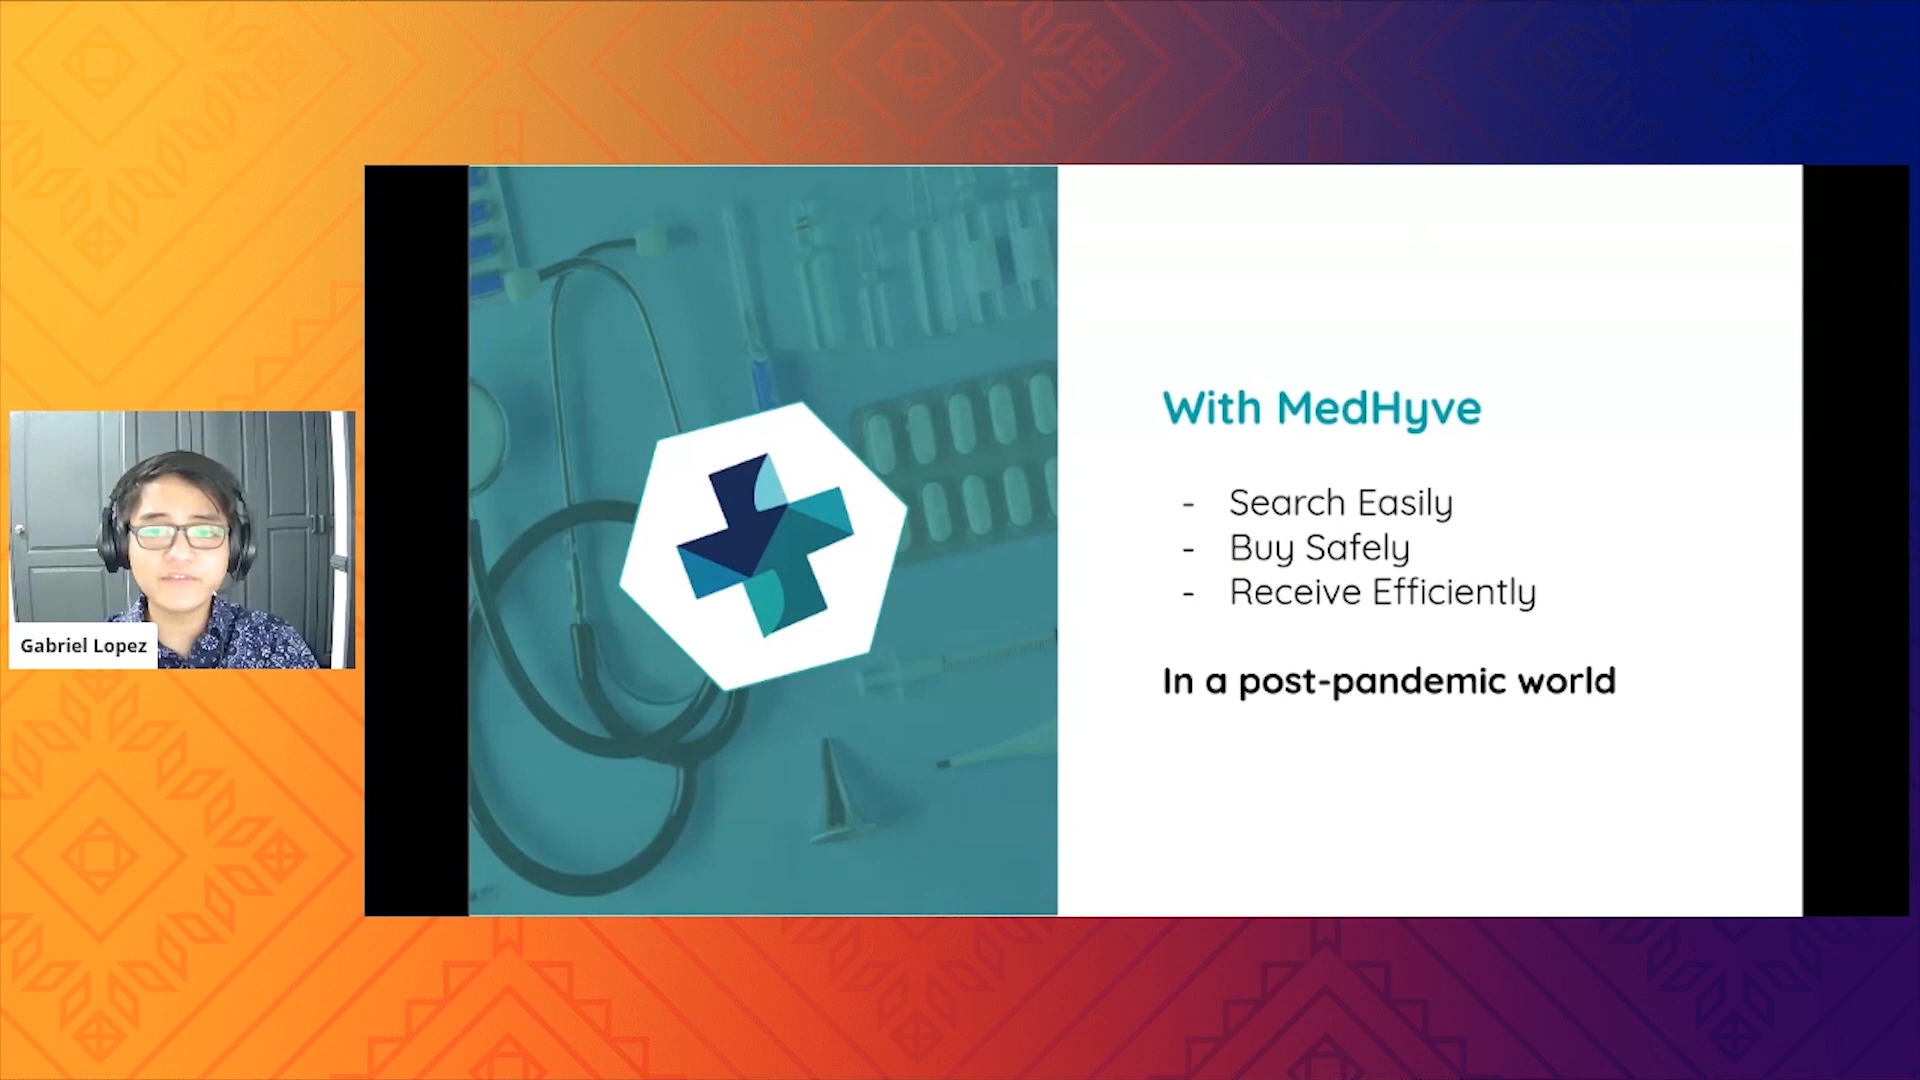 Gabriel Lopez
With MedHyve
- Search Easily
- Buy Safely
- Receive Efficiently
In a post-pandemic world